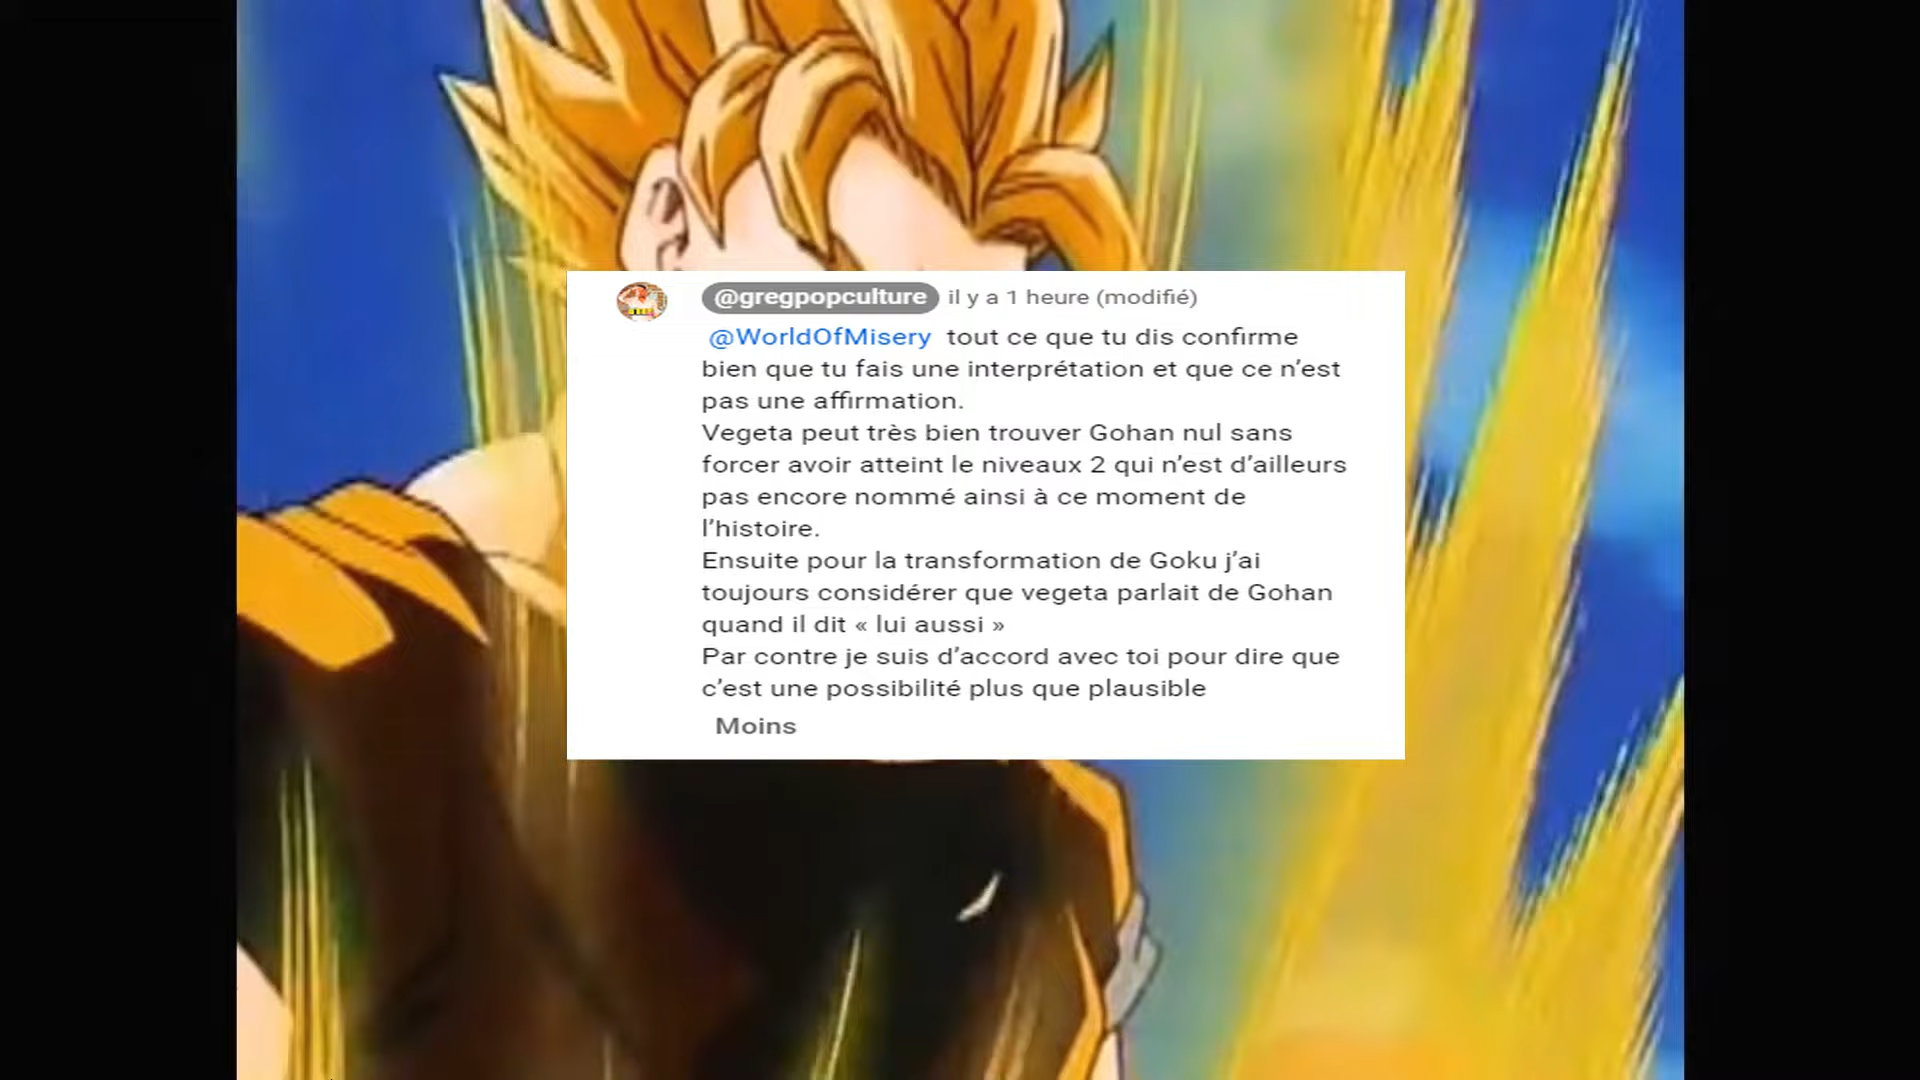 @gregpopculture il y a 1 heure (modifié)
@WorldOfMisery tout ce que tu dis confirme
bien que tu fais une interprétation et que ce n’est
pas une affirmation.
Vegeta peut très bien trouver Gohan nul sans
forcer avoir atteint le niveaux 2 qui n’est d’ailleurs
pas encore nommé ainsi à ce moment de
l’histoire.
Ensuite pour la transformation de Goku j’ai
toujours considérer que vegeta parlait de Gohan
quand il dit « lui aussi »
Par contre je suis d’accord avec toi pour dire que
c’est une possibilité plus que plausible
Moins